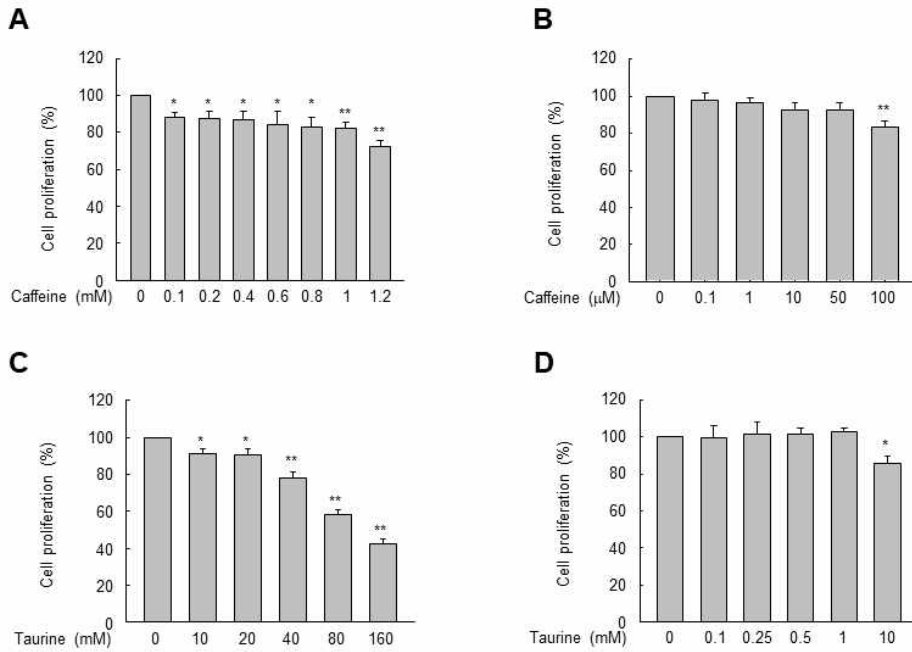 A
Cell proliferation (%)
120
100
80
60
40
20
0
* * * * * ** **
Caffeine (mM) 0 0.1 0.2 0.4 0.6 0.8 1 1.2
B
Cell proliferation (%)
120
100
80
60
40
20
0
**
Caffeine (μM) 0 0.1 1 10 50 100
C
Cell proliferation (%)
120
100
80
60
40
20
0
* * ** ** **
Taurine (mM) 0 10 20 40 80 160
D
Cell proliferation (%)
120
100
80
60
40
20
0
*
Taurine (mM) 0 0.1 0.25 0.5 1 10